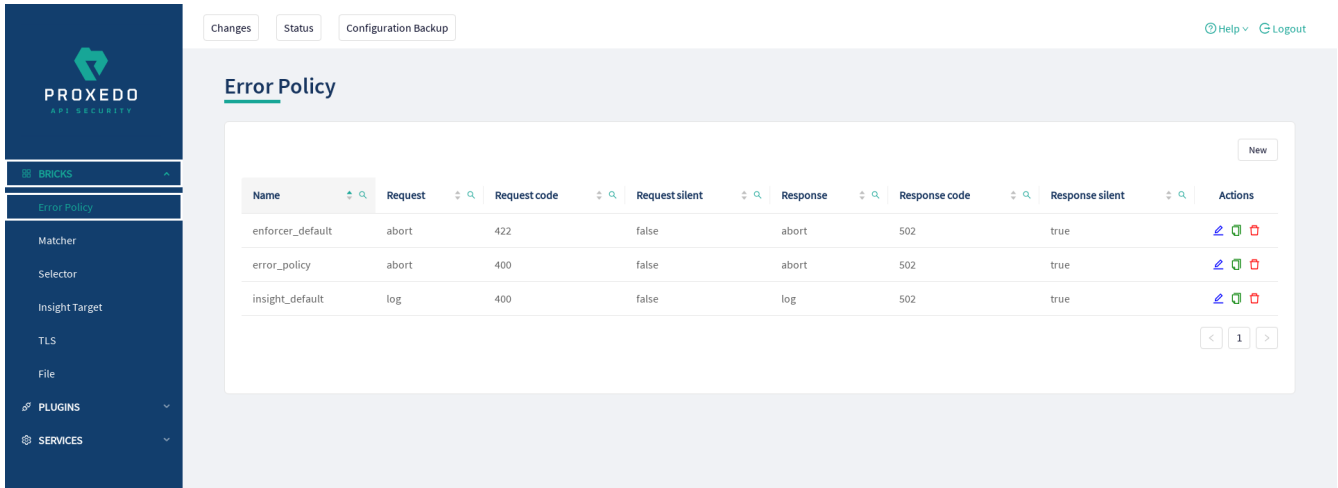 Changes Status Configuration Backup Help Logout
PROXEDO
API SECURITY
Error Policy
New
BRICKS
Error Policy
Matcher
Selector
Insight Target
TLS
File
PLUGINS
SERVICES
Name Request Request code Request silent Response Response code Response silent Actions
enforcer_default abort 422 false abort 502 true
error_policy abort 400 false abort 502 true
insight_default log 400 false log 502 true
< 1 >